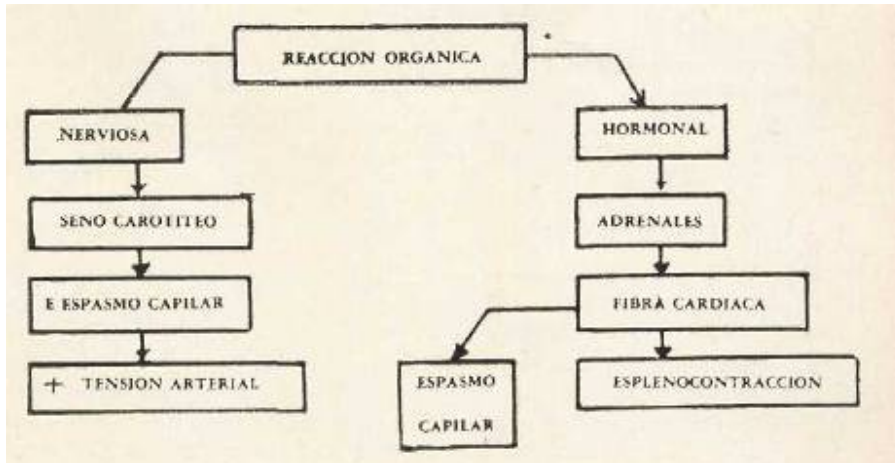 REACCION ORGANICA
NERVIOSA
HORMONAL
SENO CAROTITEO
ADRENALES
E ESPASMO CAPILAR
FIBRA CARDIACA
+ TENSION ARTERIAL
ESPASMO
CAPILAR
ESPLENOCONTRACCION